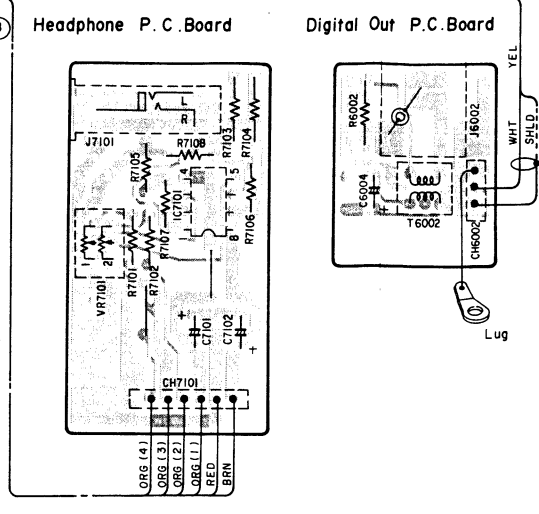 Headphone P.C.Board
Digital Out P.C.Board
YEL
WHT
SHLD
L
R
J7101
R7103
R7104
R7105
R7108
4
5
IC7101
1
8
R7106
R7107
1
2
VR7101
R7101
R7102
+
C7101
C7102
+
CH7101
ORG (4)
ORG (3)
ORG (2)
ORG (1)
RED
BRN
R6002
J6002
C6004
+
T6002
CH6002
Lug